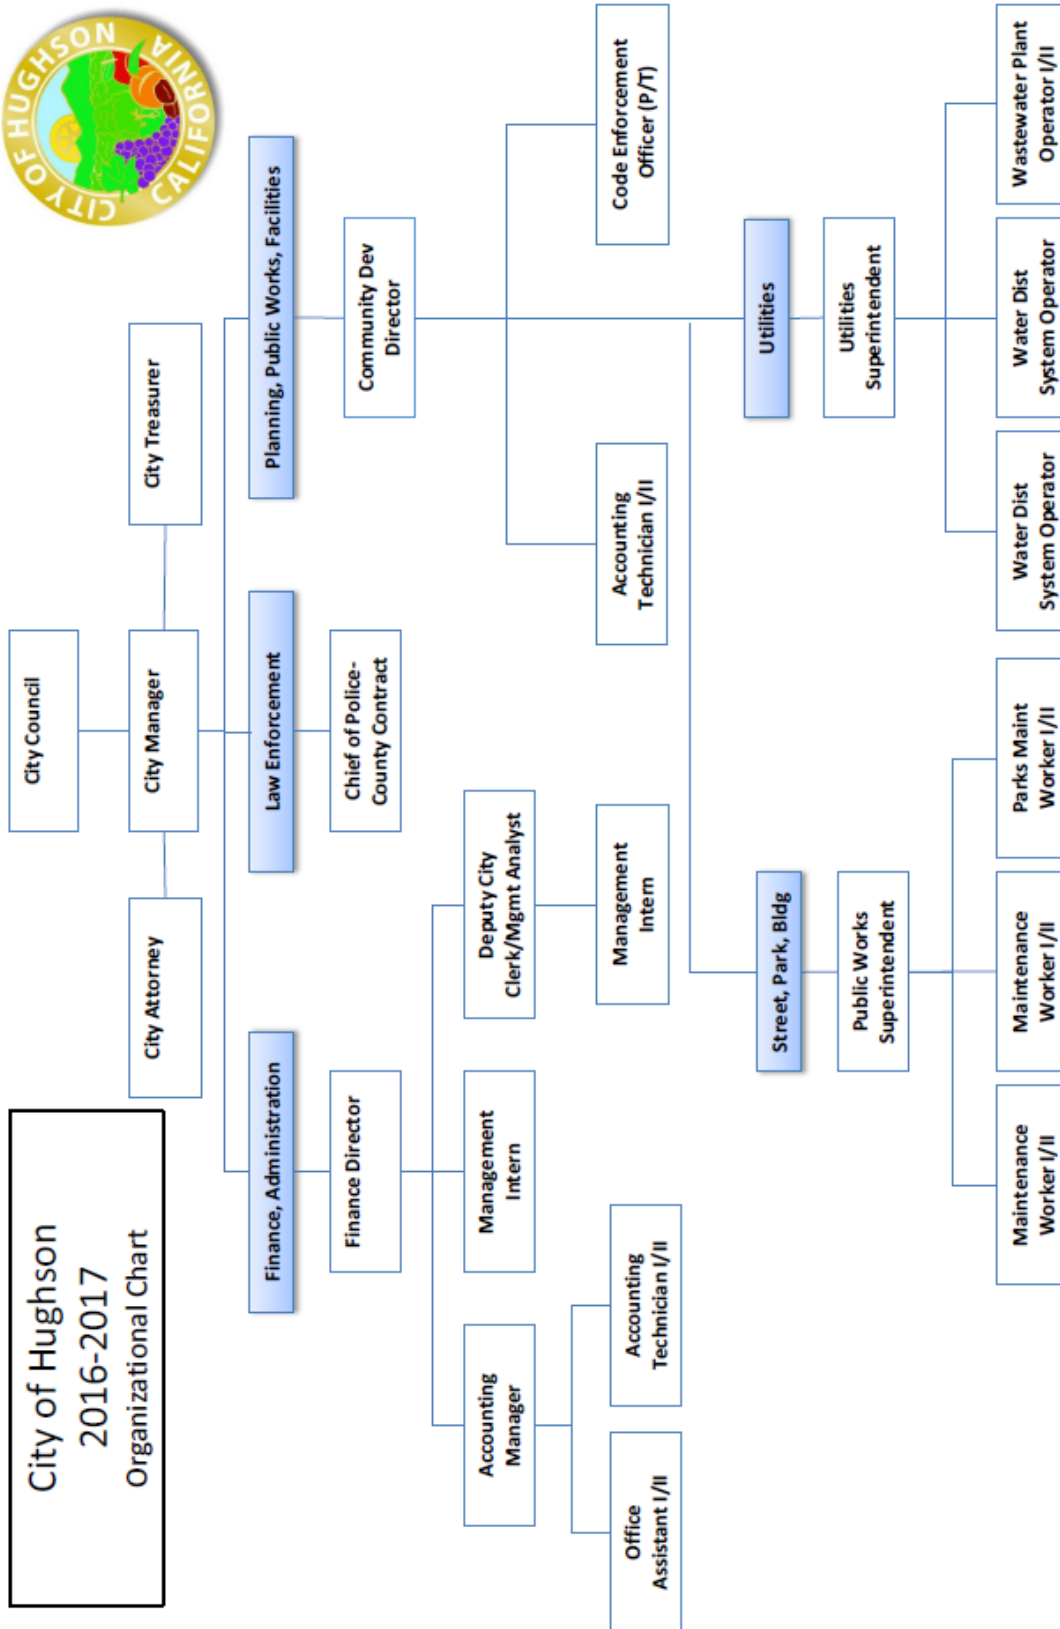 City of Hughson
2016-2017
Organizational Chart
CITY OF HUGHSON
CALIFORNIA
City Council
City Attorney
City Manager
City Treasurer
Finance, Administration
Law Enforcement
Planning, Public Works, Facilities
Finance Director
Chief of Police-
County Contract
Community Dev
Director
Accounting
Manager
Management
Intern
Deputy City
Clerk/Mgmt Analyst
Office
Assistant I/II
Accounting
Technician I/II
Management
Intern
Accounting
Technician I/II
Code Enforcement
Officer (P/T)
Street, Park, Bldg
Utilities
Public Works
Superintendent
Utilities
Superintendent
Maintenance
Worker I/II
Maintenance
Worker I/II
Parks Maint
Worker I/II
Water Dist
System Operator
Water Dist
System Operator
Wastewater Plant
Operator I/II